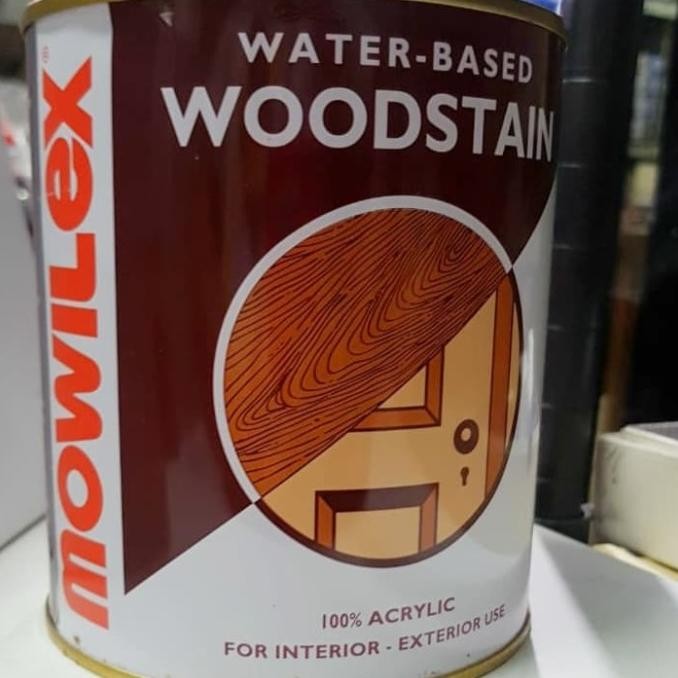 mowiLex®
WATER-BASED
WOODSTAIN
100% ACRYLIC
FOR INTERIOR - EXTERIOR USE